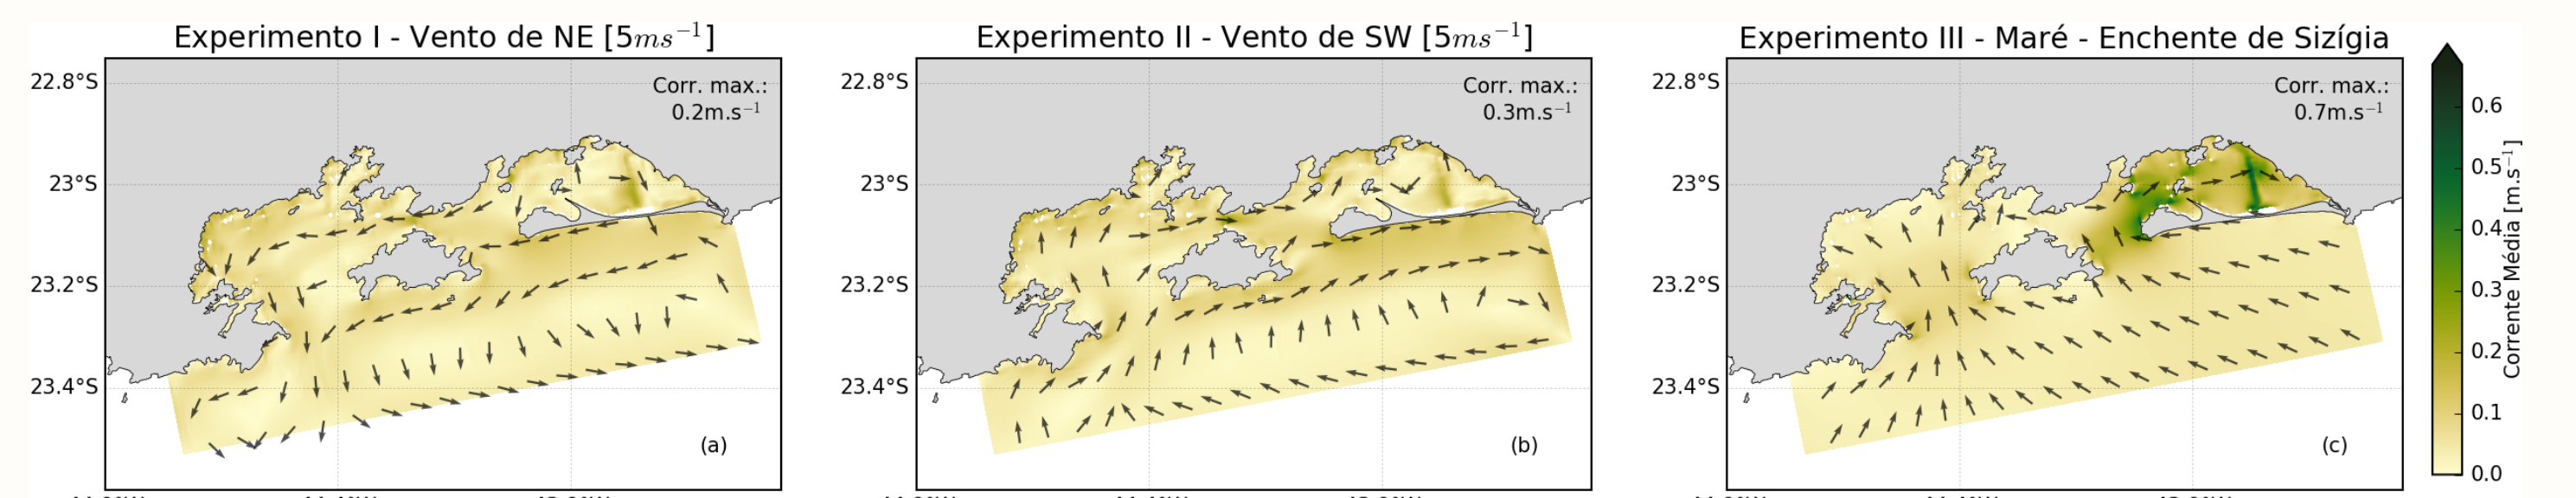 Experimento I - Vento de NE [5ms⁻¹]
22.8°S
23°S
23.2°S
23.4°S
Corr. max.:
0.2m.s⁻¹
(a)
Experimento II - Vento de SW [5ms⁻¹]
22.8°S
23°S
23.2°S
23.4°S
Corr. max.:
0.3m.s⁻¹
(b)
Experimento III - Maré - Enchente de Sizígia
22.8°S
23°S
23.2°S
23.4°S
Corr. max.:
0.7m.s⁻¹
(c)
0.6
0.5
0.4
0.3
0.2
0.1
0.0
Corrente Média [m.s⁻¹]